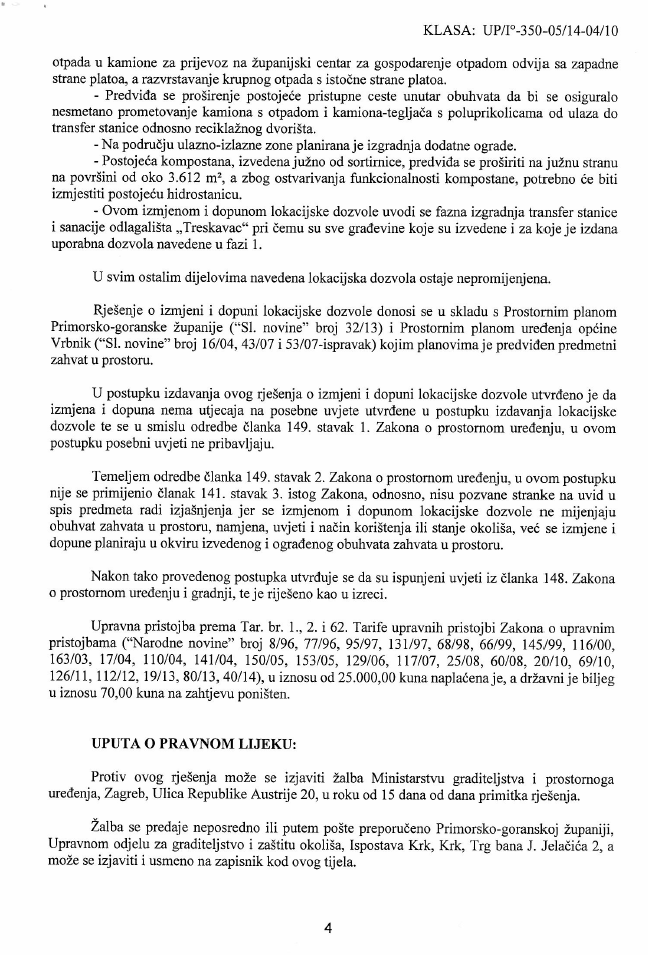 KLASA: UP/I°-350-05/14-04/10
otpada u kamione za prijevoz na županijski centar za gospodarenje otpadom odvija sa zapadne
strane platoa, a razvrstavanje krupnog otpada s istočne strane platoa.
- Predviđa se proširenje postojeće pristupne ceste unutar obuhvata da bi se osiguralo
nesmetano prometovanje kamiona s otpadom i kamiona-tegljača s poluprikolicama od ulaza do
transfer stanice odnosno reciklažnog dvorišta.
- Na području ulazno-izlazne zone planirana je izgradnja dodatne ograde.
- Postojeća kompostana, izvedena južno od sortirnice, predviđa se proširiti na južnu stranu
na površini od oko 3.612 m², a zbog ostvarivanja funkcionalnosti kompostane, potrebno će biti
izmjestiti postojeću hidrostanicu.
- Ovom izmjenom i dopunom lokacijske dozvole uvodi se fazna izgradnja transfer stanice
i sanacije odlagališta „Treskavac“ pri čemu su sve građevine koje su izvedene i za koje je izdana
uporabna dozvola navedene u fazi 1.
U svim ostalim dijelovima navedena lokacijska dozvola ostaje nepromijenjena.
Rješenje o izmjeni i dopuni lokacijske dozvole donosi se u skladu s Prostornim planom
Primorsko-goranske županije (“Sl. novine” broj 32/13) i Prostornim planom uređenja općine
Vrbnik (“Sl. novine” broj 16/04, 43/07 i 53/07-ispravak) kojim planovima je predviđen predmetni
zahvat u prostoru.
U postupku izdavanja ovog rješenja o izmjeni i dopuni lokacijske dozvole utvrđeno je da
izmjena i dopuna nema utjecaja na posebne uvjete utvrđene u postupku izdavanja lokacijske
dozvole te se u smislu odredbe članka 149. stavak 1. Zakona o prostornom uređenju, u ovom
postupku posebni uvjeti ne pribavljaju.
Temeljem odredbe članka 149. stavak 2. Zakona o prostornom uređenju, u ovom postupku
nije se primijenio članak 141. stavak 3. istog Zakona, odnosno, nisu pozvane stranke na uvid u
spis predmeta radi izjašnjenja jer se izmjenom i dopunom lokacijske dozvole ne mijenjaju
obuhvat zahvata u prostoru, namjena, uvjeti i način korištenja ili stanje okoliša, već se izmjene i
dopune planiraju u okviru izvedenog i ograđenog obuhvata zahvata u prostoru.
Nakon tako provedenog postupka utvrđuje se da su ispunjeni uvjeti iz članka 148. Zakona
o prostornom uređenju i gradnji, te je riješeno kao u izreci.
Upravna pristojba prema Tar. br. 1., 2. i 62. Tarife upravnih pristojbi Zakona o upravnim
pristojbama (“Narodne novine” broj 8/96, 77/96, 95/97, 131/97, 68/98, 66/99, 145/99, 116/00,
163/03, 17/04, 110/04, 141/04, 150/05, 153/05, 129/06, 117/07, 25/08, 60/08, 20/10, 69/10,
126/11, 112/12, 19/13, 80/13, 40/14), u iznosu od 25.000,00 kuna naplaćena je, a državni je biljeg
u iznosu 70,00 kuna na zahtjevu poništen.
UPUTA O PRAVNOM LIJEKU:
Protiv ovog rješenja može se izjaviti žalba Ministarstvu graditeljstva i prostornoga
uređenja, Zagreb, Ulica Republike Austrije 20, u roku od 15 dana od dana primitka rješenja.
Žalba se predaje neposredno ili putem pošte preporučeno Primorsko-goranskoj županiji,
Upravnom odjelu za graditeljstvo i zaštitu okoliša, Ispostava Krk, Krk, Trg bana J. Jelačića 2, a
može se izjaviti i usmeno na zapisnik kod ovog tijela.
4